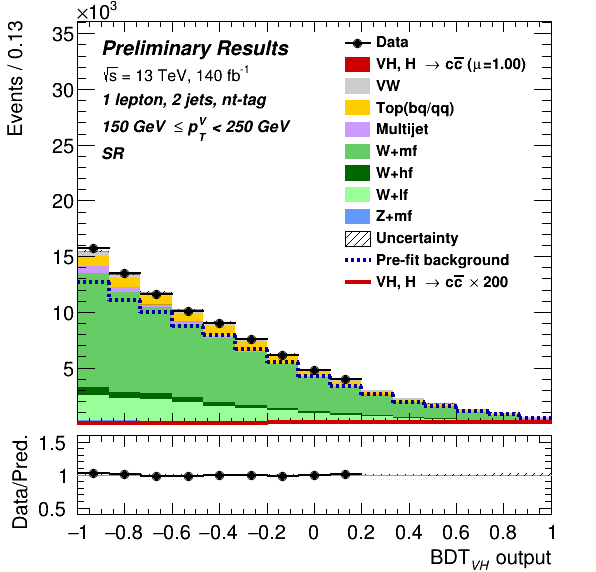 ×10³
Events / 0.13
35
30
25
20
15
10
5
Preliminary Results
√s = 13 TeV, 140 fb⁻¹
1 lepton, 2 jets, nt-tag
150 GeV ≤ p_T^V < 250 GeV
SR
Data
VH, H → cc̅ (μ=1.00)
VW
Top(bq/qq)
Multijet
W+mf
W+hf
W+lf
Z+mf
Uncertainty
Pre-fit background
VH, H → cc̅ × 200
Data/Pred.
1.5
1
0.5
−1 −0.8 −0.6 −0.4 −0.2 0 0.2 0.4 0.6 0.8 1
BDT_VH output